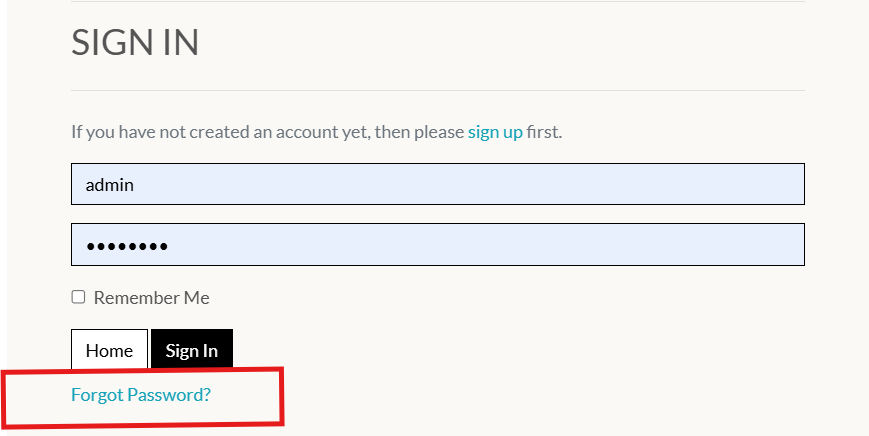 SIGN IN
If you have not created an account yet, then please sign up first.
admin
••••••••
Remember Me
Home Sign In
Forgot Password?